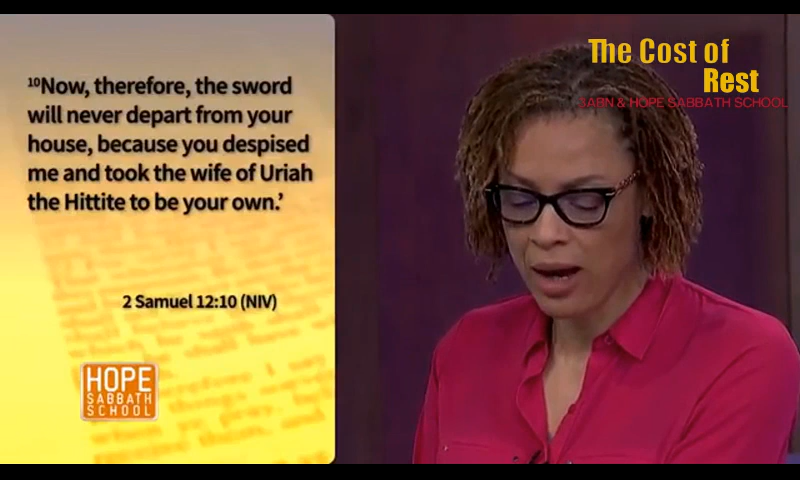 ¹⁰Now, therefore, the sword
will never depart from your
house, because you despised
me and took the wife of Uriah
the Hittite to be your own.’
2 Samuel 12:10 (NIV)
HOPE
SABBATH
SCHOOL
The Cost of
Rest
& HOPE SABBATH SCHOOL